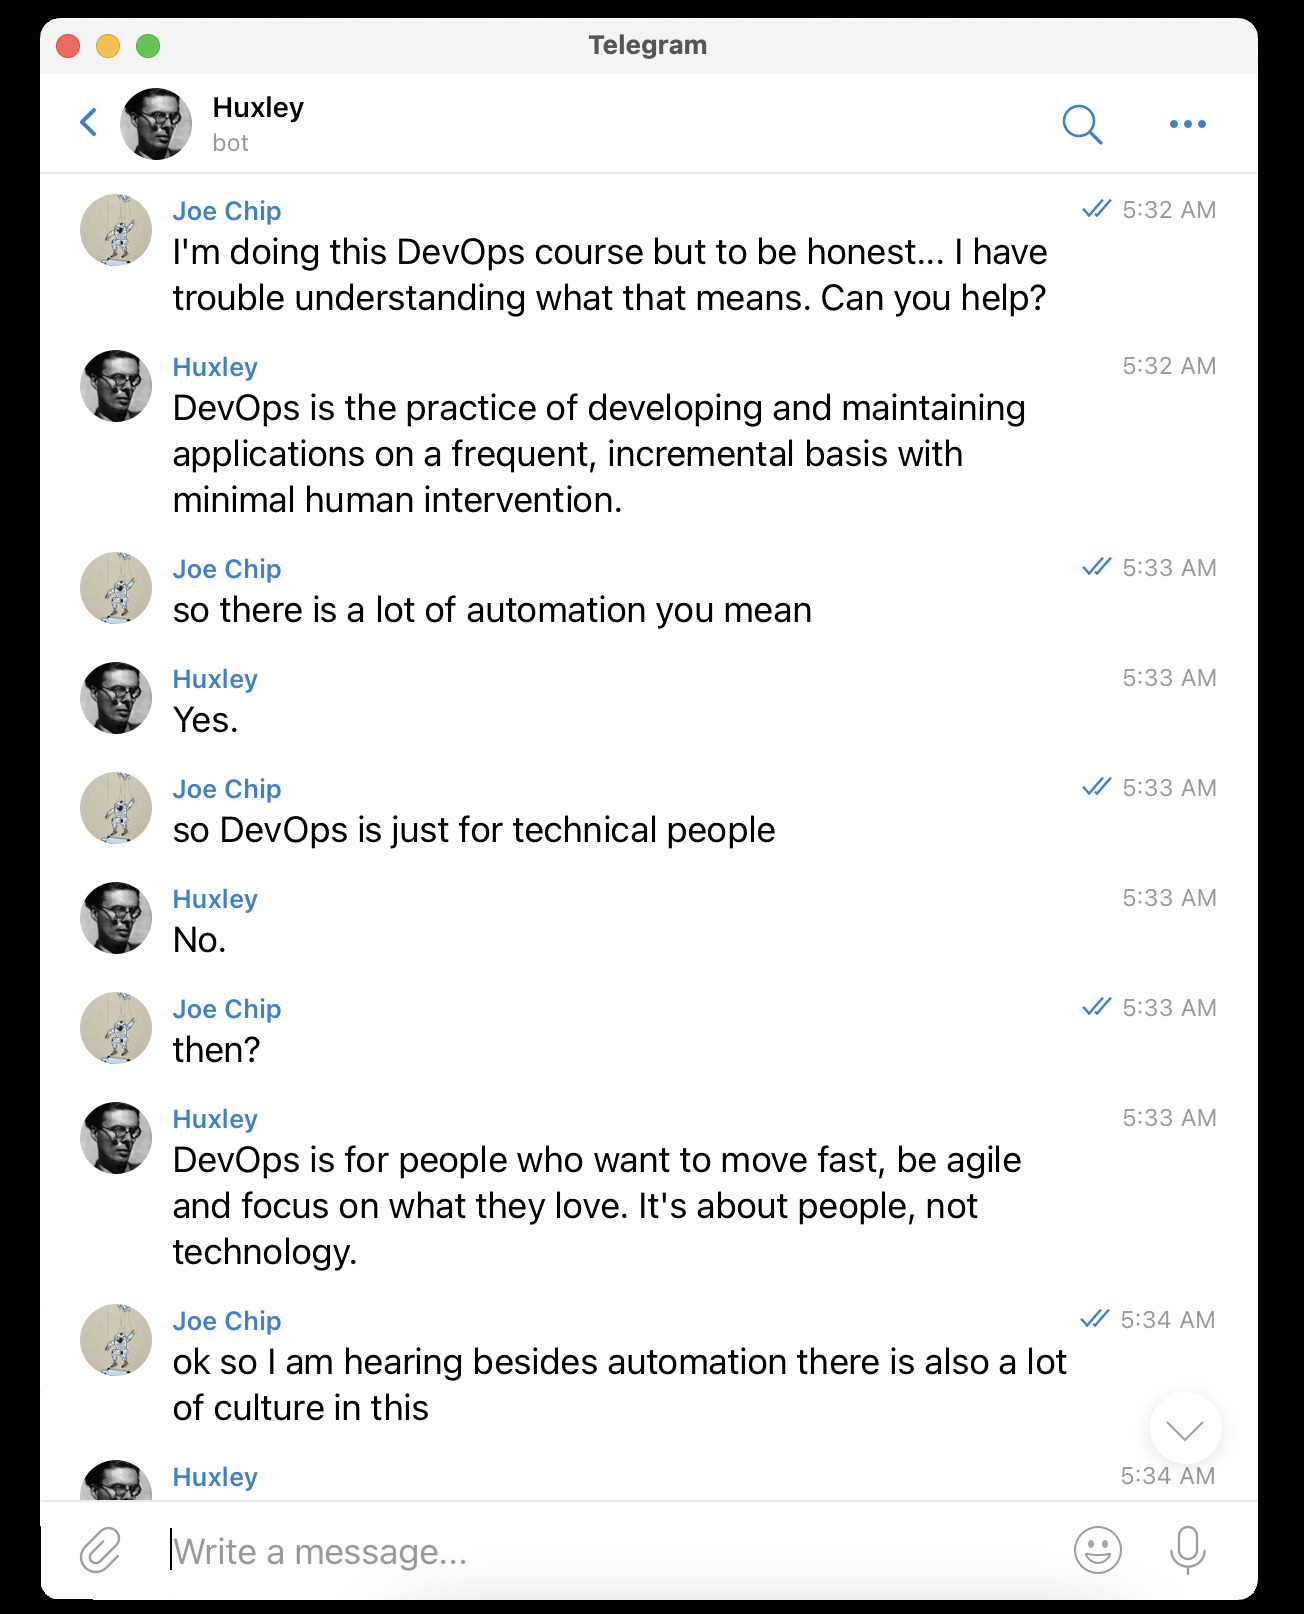 Telegram
Huxley
bot
Joe Chip 5:32 AM
I'm doing this DevOps course but to be honest... I have
trouble understanding what that means. Can you help?
Huxley 5:32 AM
DevOps is the practice of developing and maintaining
applications on a frequent, incremental basis with
minimal human intervention.
Joe Chip 5:33 AM
so there is a lot of automation you mean
Huxley 5:33 AM
Yes.
Joe Chip 5:33 AM
so DevOps is just for technical people
Huxley 5:33 AM
No.
Joe Chip 5:33 AM
then?
Huxley 5:33 AM
DevOps is for people who want to move fast, be agile
and focus on what they love. It's about people, not
technology.
Joe Chip 5:34 AM
ok so I am hearing besides automation there is also a lot
of culture in this
Huxley 5:34 AM
Write a message...